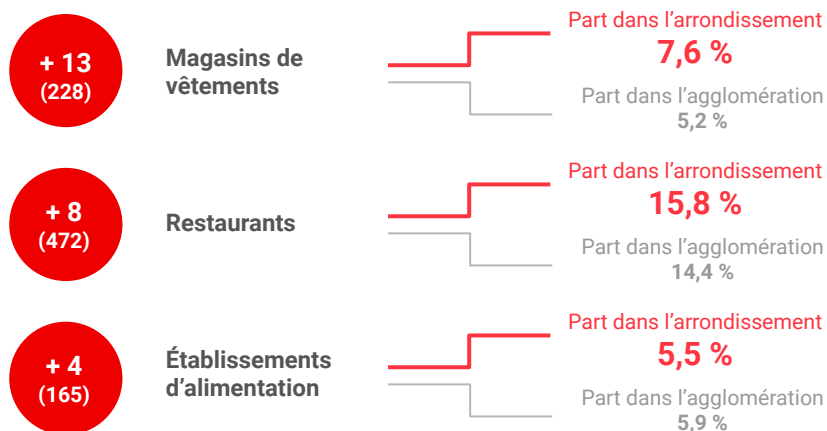 + 13
(228)
Magasins de
vêtements
Part dans l’arrondissement
7,6 %
Part dans l’agglomération
5,2 %
+ 8
(472)
Restaurants
Part dans l’arrondissement
15,8 %
Part dans l’agglomération
14,4 %
+ 4
(165)
Établissements
d’alimentation
Part dans l’arrondissement
5,5 %
Part dans l’agglomération
5,9 %